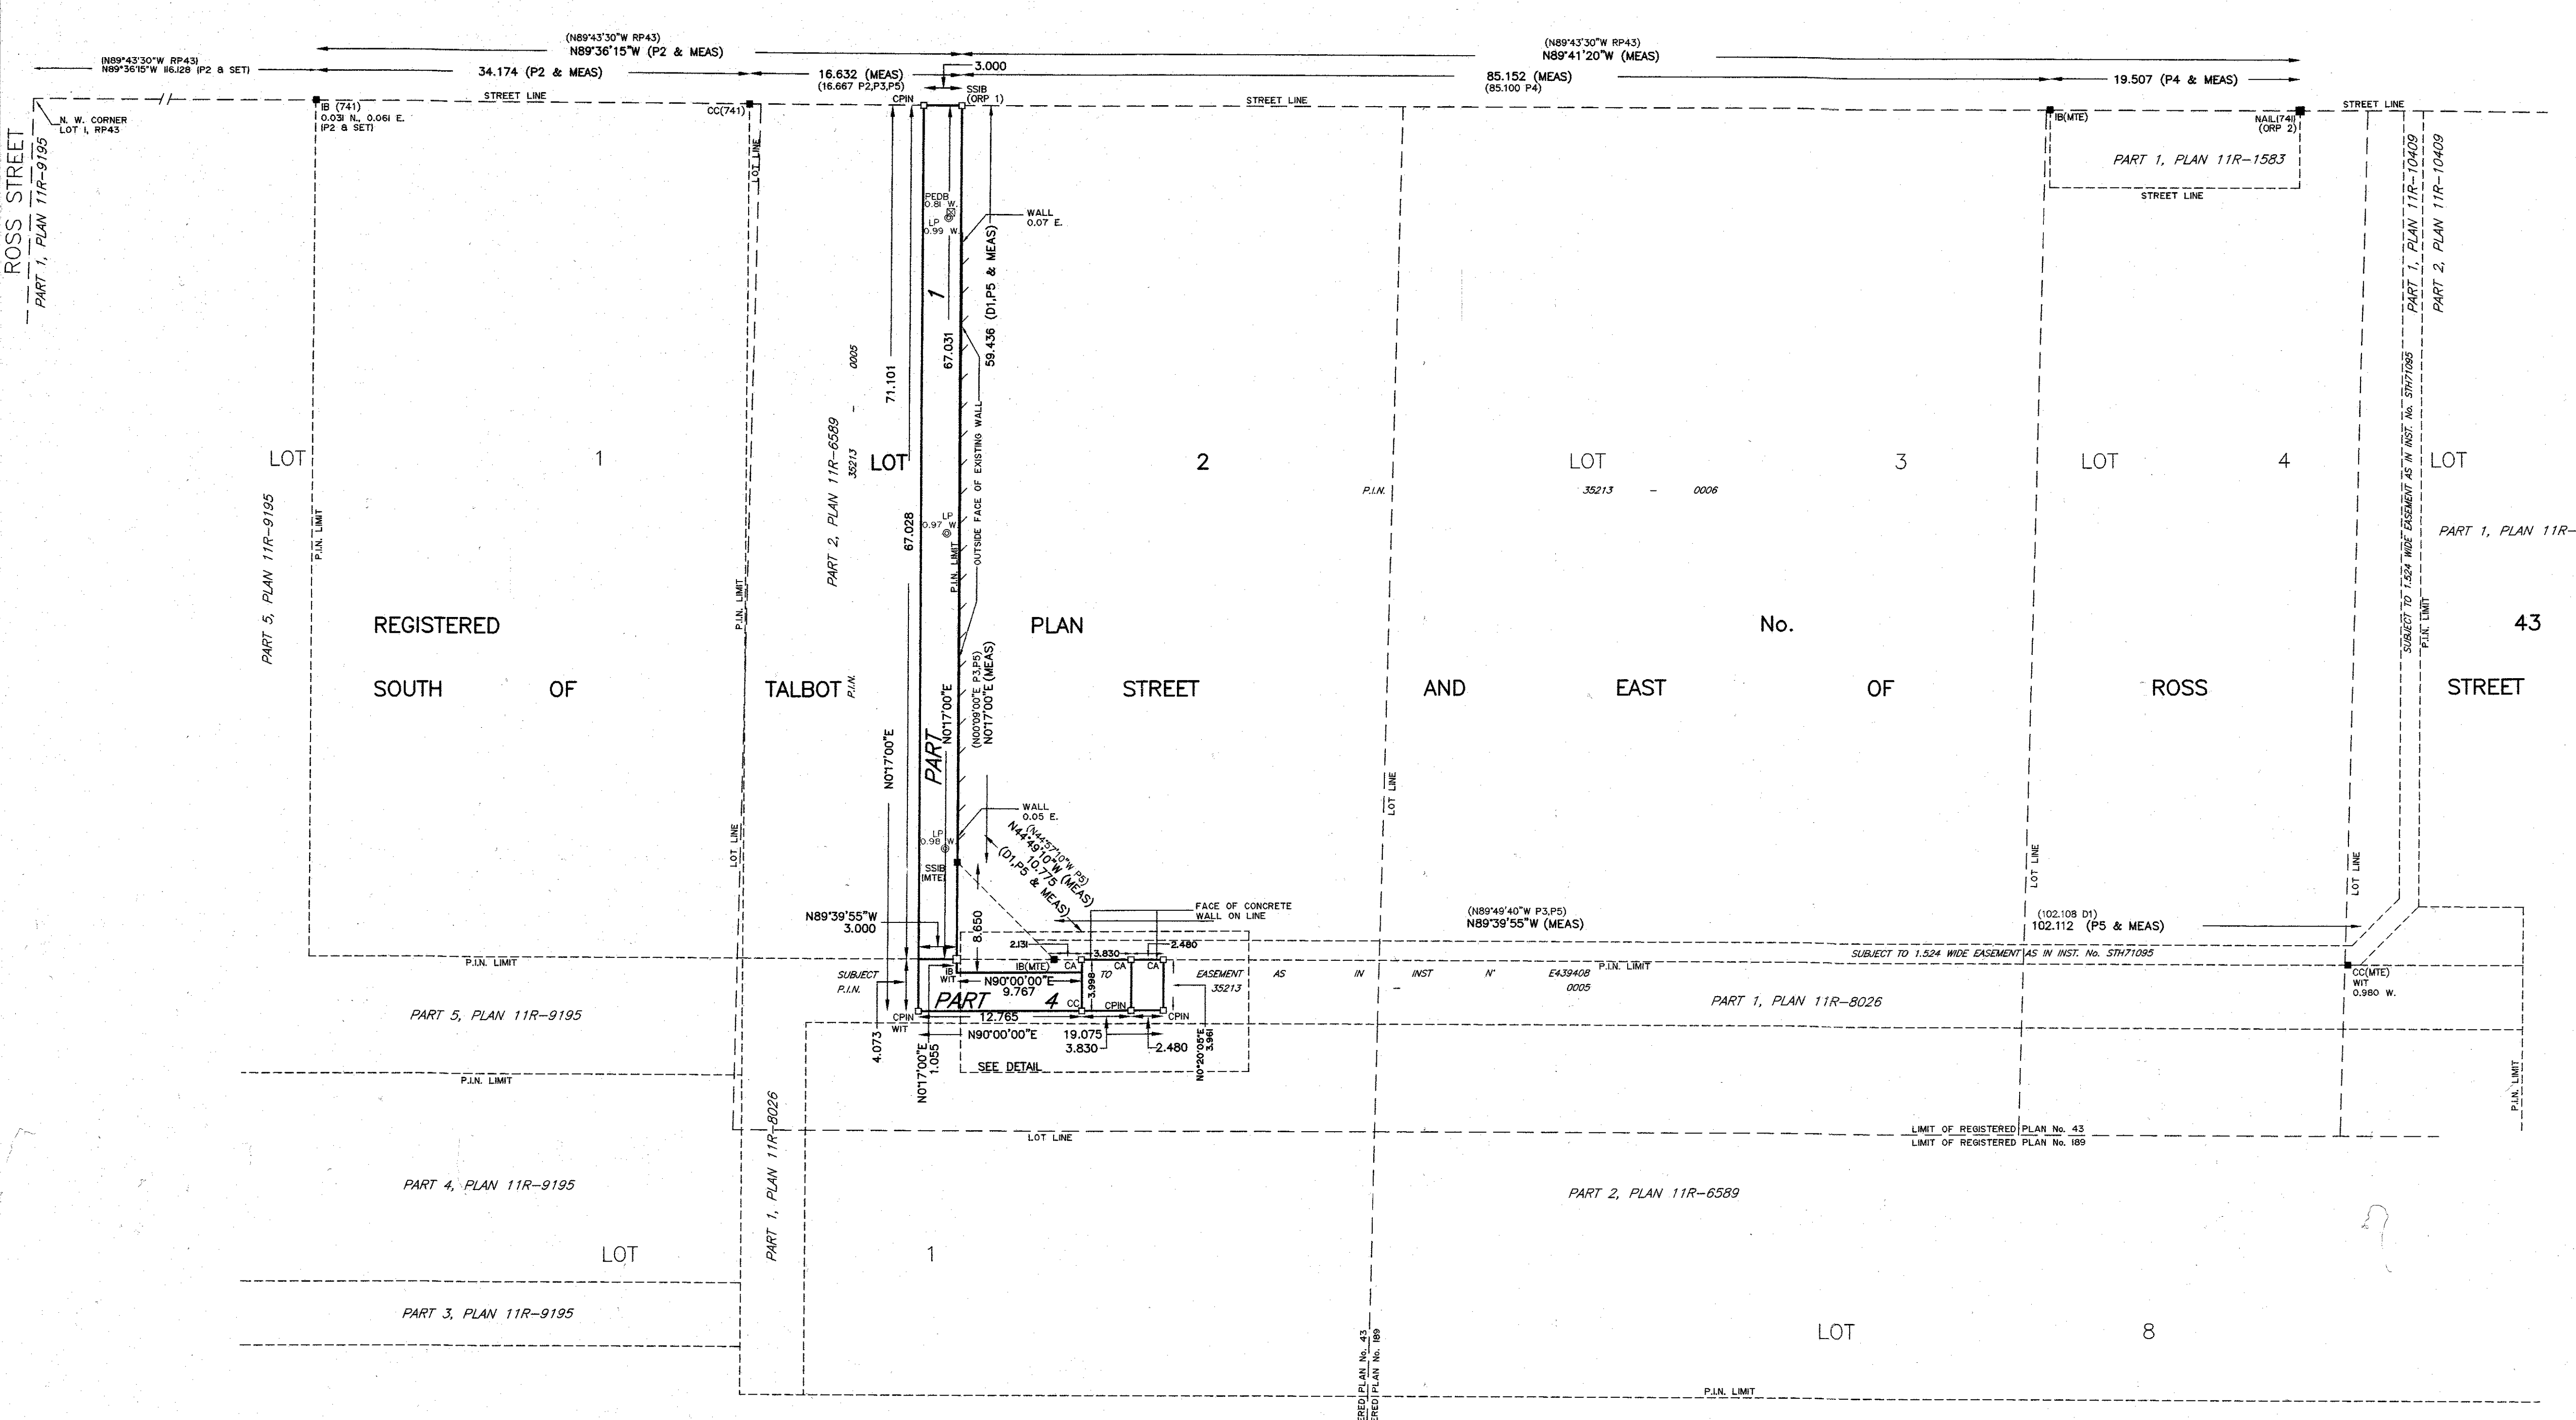 (N89°43'30"W RP43)
N89°36'15"W (P2 & MEAS)
(N89°43'30"W RP43)
N89°41'20"W (MEAS)
(N89°43'30"W RP43)
N89°36'15"W 116.128 (P2 & SET)
34.174 (P2 & MEAS)
16.632 (MEAS)
(16.667 P2,P3,P5)
3.000
85.152 (MEAS)
(85.100 P4)
19.507 (P4 & MEAS)
STREET LINE
CPIN
SSIB
(ORP 1)
STREET LINE
STREET LINE
N. W. CORNER
LOT 1, RP43
IB (741)
0.031 N., 0.061 E.
(P2 & SET)
CC(741)
IB(MTE)
NAIL(741)
(ORP 2)
ROSS STREET
PART 1, PLAN 11R-9195
LOT LINE
PART 1, PLAN 11R-1583
STREET LINE
PART 1, PLAN 11R-10409
PART 2, PLAN 11R-10409
PEDB
0.81 W.
LP
0.99 W.
WALL
0.07 E.
59.436 (D1,P5 & MEAS)
1
67.031
71.101
35213 - 0005
PART 2, PLAN 11R-6589
OUTSIDE FACE OF EXISTING WALL
SUBJECT TO 1.524 WIDE EASEMENT AS IN INST. No. STH71095
LOT 1
LOT 2
LOT 3
LOT 4
LOT
P.I.N. 35213 - 0006
PART 5, PLAN 11R-9195
P.I.N. LIMIT
67.028
LP
0.97 W.
P.I.N. LIMIT
PART 1, PLAN 11R-
P.I.N. LIMIT
P.I.N. LIMIT
REGISTERED PLAN No. 43
SOUTH OF TALBOT STREET AND EAST OF ROSS STREET
P.I.N.
N0°17'00"E
(N00°09'00"E P3,P5)
N0°17'00"E (MEAS)
N0°17'00"E
PART
LOT LINE
LOT LINE
LOT LINE
LOT LINE
WALL
0.05 E.
LP
0.98 W.
SSIB
(MTE)
(N44°57'10"W P5)
N44°49'10"W (MEAS)
10.775
(D1,P5 & MEAS)
N89°39'55"W
3.000
8.650
FACE OF CONCRETE
WALL ON LINE
(N89°49'40"W P3,P5)
N89°39'55"W (MEAS)
(102.108 D1)
102.112 (P5 & MEAS)
2.131
3.830
2.480
P.I.N. LIMIT
SUBJECT TO 1.524 WIDE EASEMENT AS IN INST. No. STH71095
IB
WIT
IB(MTE)
CA
CA
CA
SUBJECT TO EASEMENT AS IN INST N° E439408
P.I.N. 35213 - 0005
P.I.N. LIMIT
CC(MTE)
WIT
0.980 W.
N90°00'00"E
9.767
3.998
PART 4
CC
CPIN
CPIN
PART 1, PLAN 11R-8026
PART 5, PLAN 11R-9195
CPIN
WIT
12.765
N90°00'00"E 19.075
3.830
2.480
4.073
N0°17'00"E
1.055
N0°20'05"E
3.961
SEE DETAIL
P.I.N. LIMIT
P.I.N. LIMIT
PART 1, PLAN 11R-8026
LOT LINE
LIMIT OF REGISTERED PLAN No. 43
LIMIT OF REGISTERED PLAN No. 189
PART 4, PLAN 11R-9195
PART 2, PLAN 11R-6589
LOT 1
PART 3, PLAN 11R-9195
LOT 8
ERED PLAN No. 43
ERED PLAN No. 189
P.I.N. LIMIT